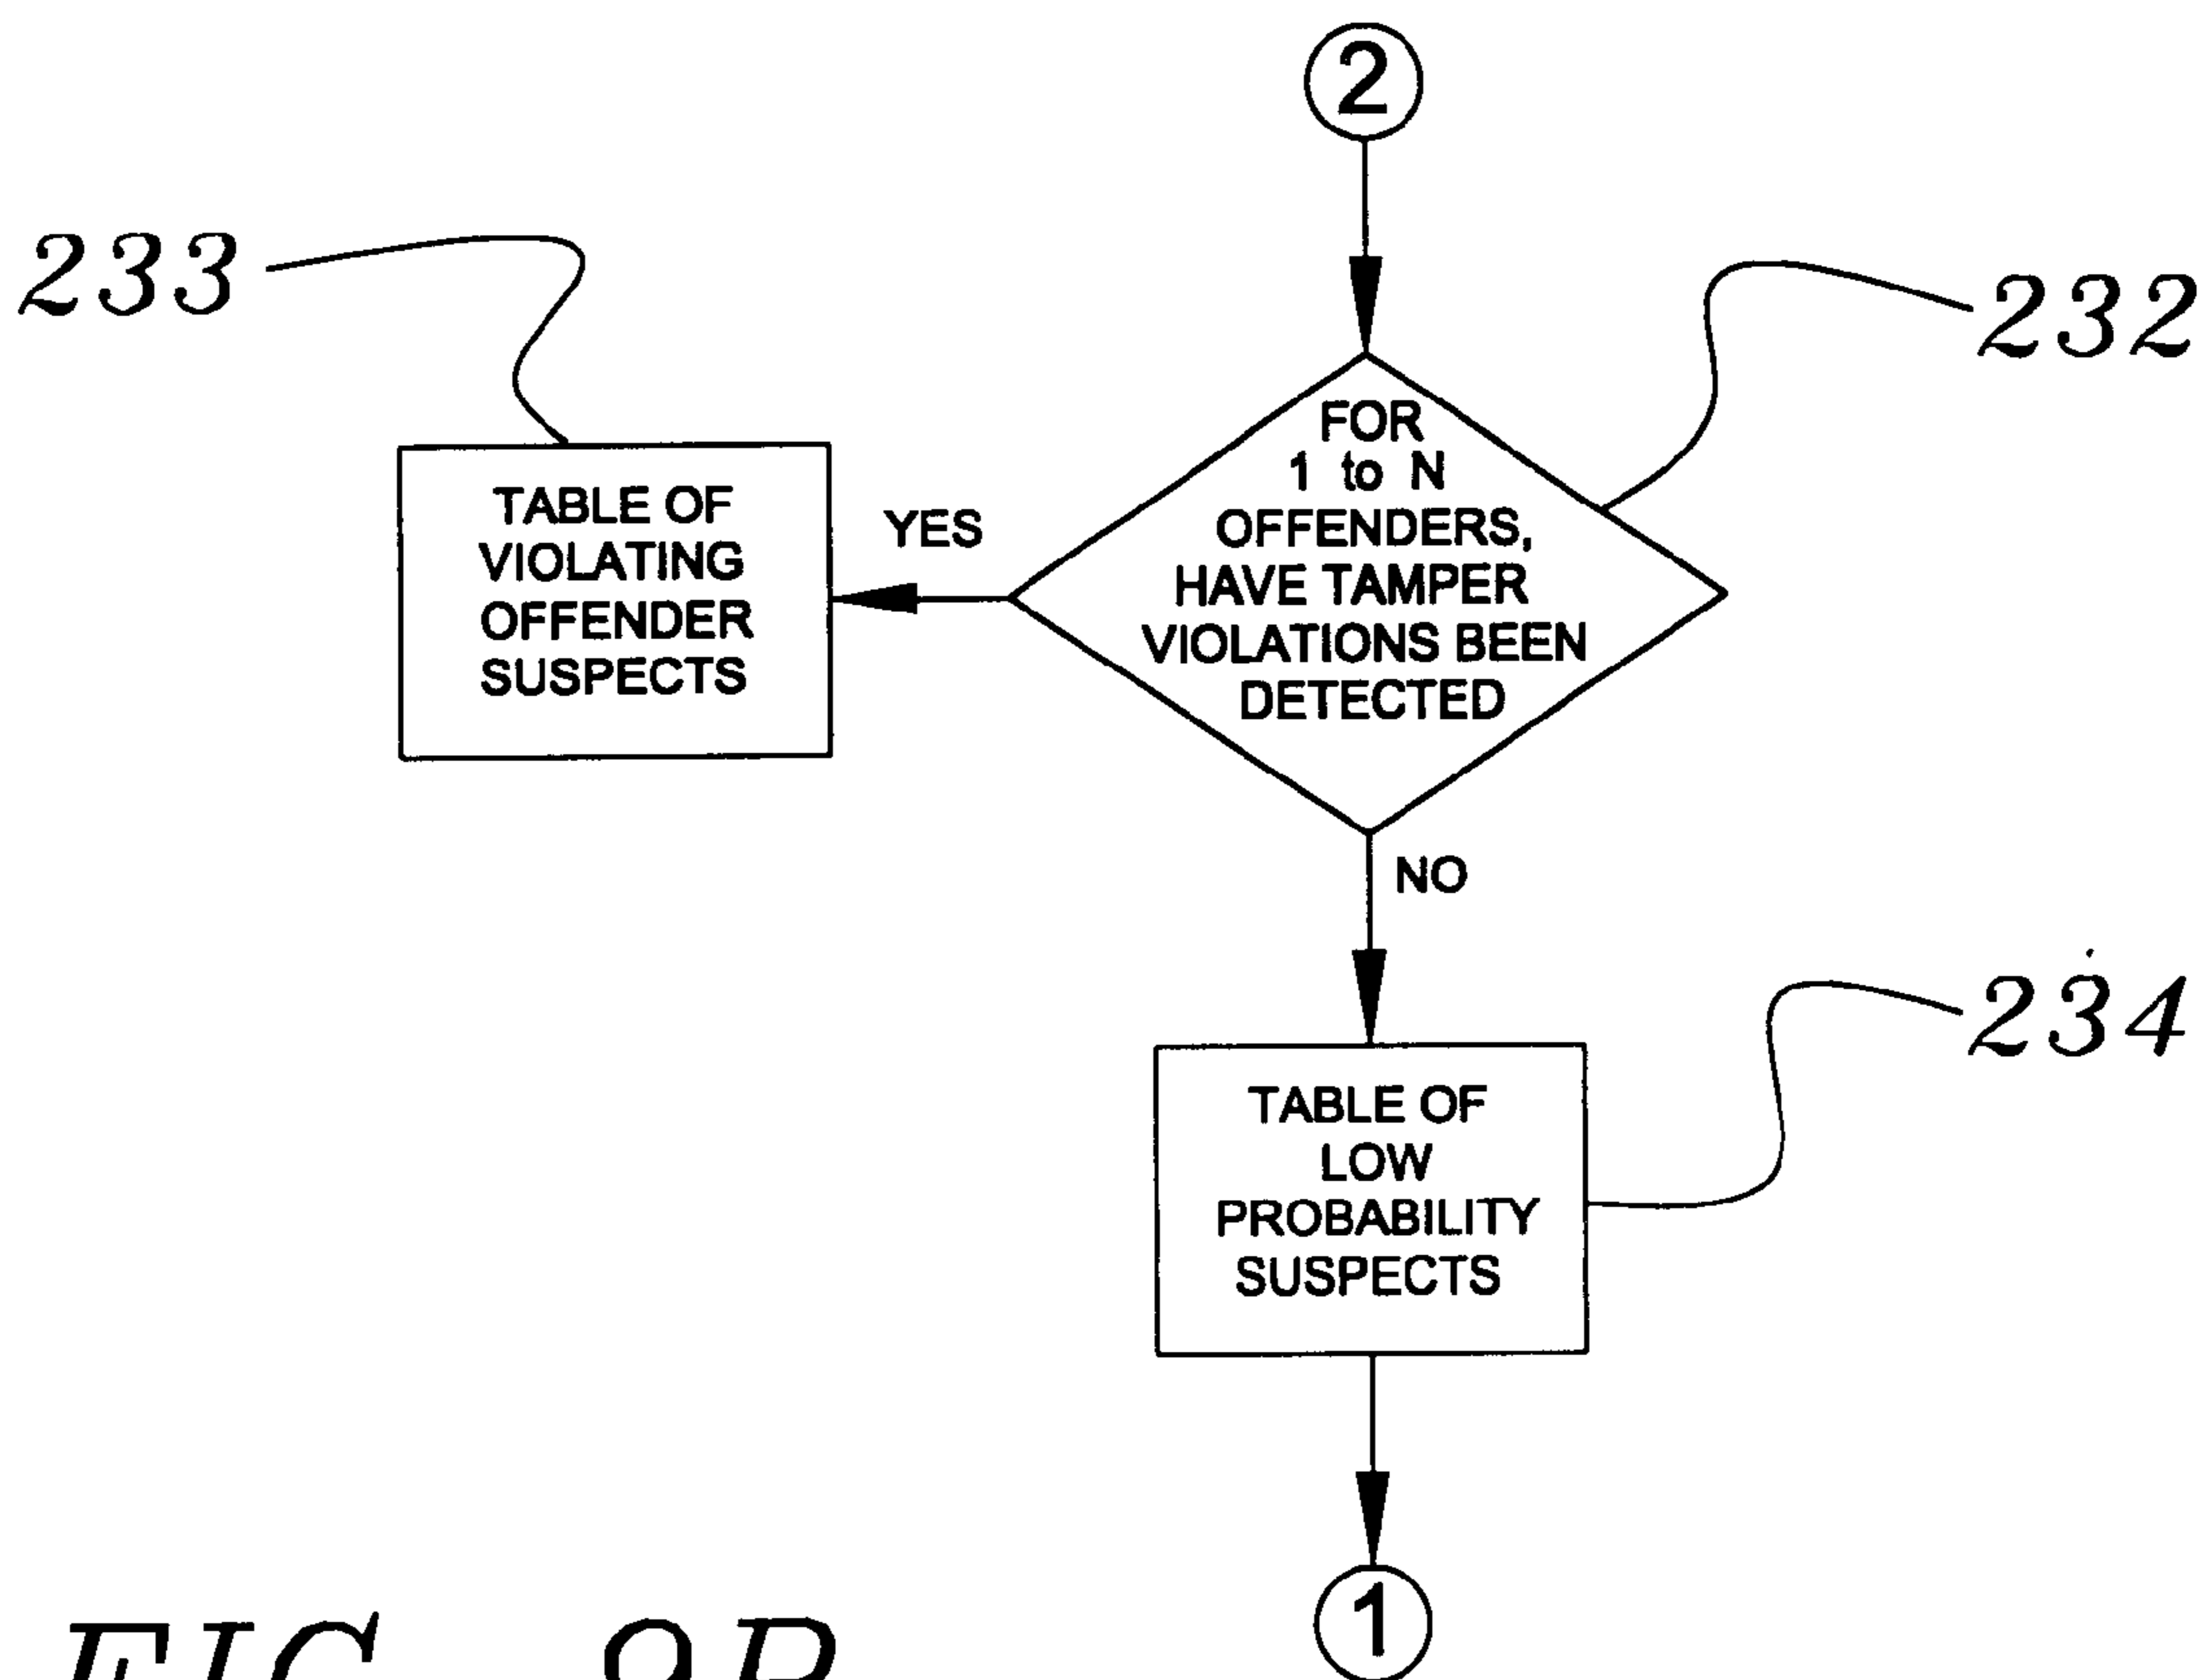 2
233
232
FOR
1 to N
OFFENDERS,
HAVE TAMPER
VIOLATIONS BEEN
DETECTED
YES
TABLE OF
VIOLATING
OFFENDER
SUSPECTS
NO
234
TABLE OF
LOW
PROBABILITY
SUSPECTS
1